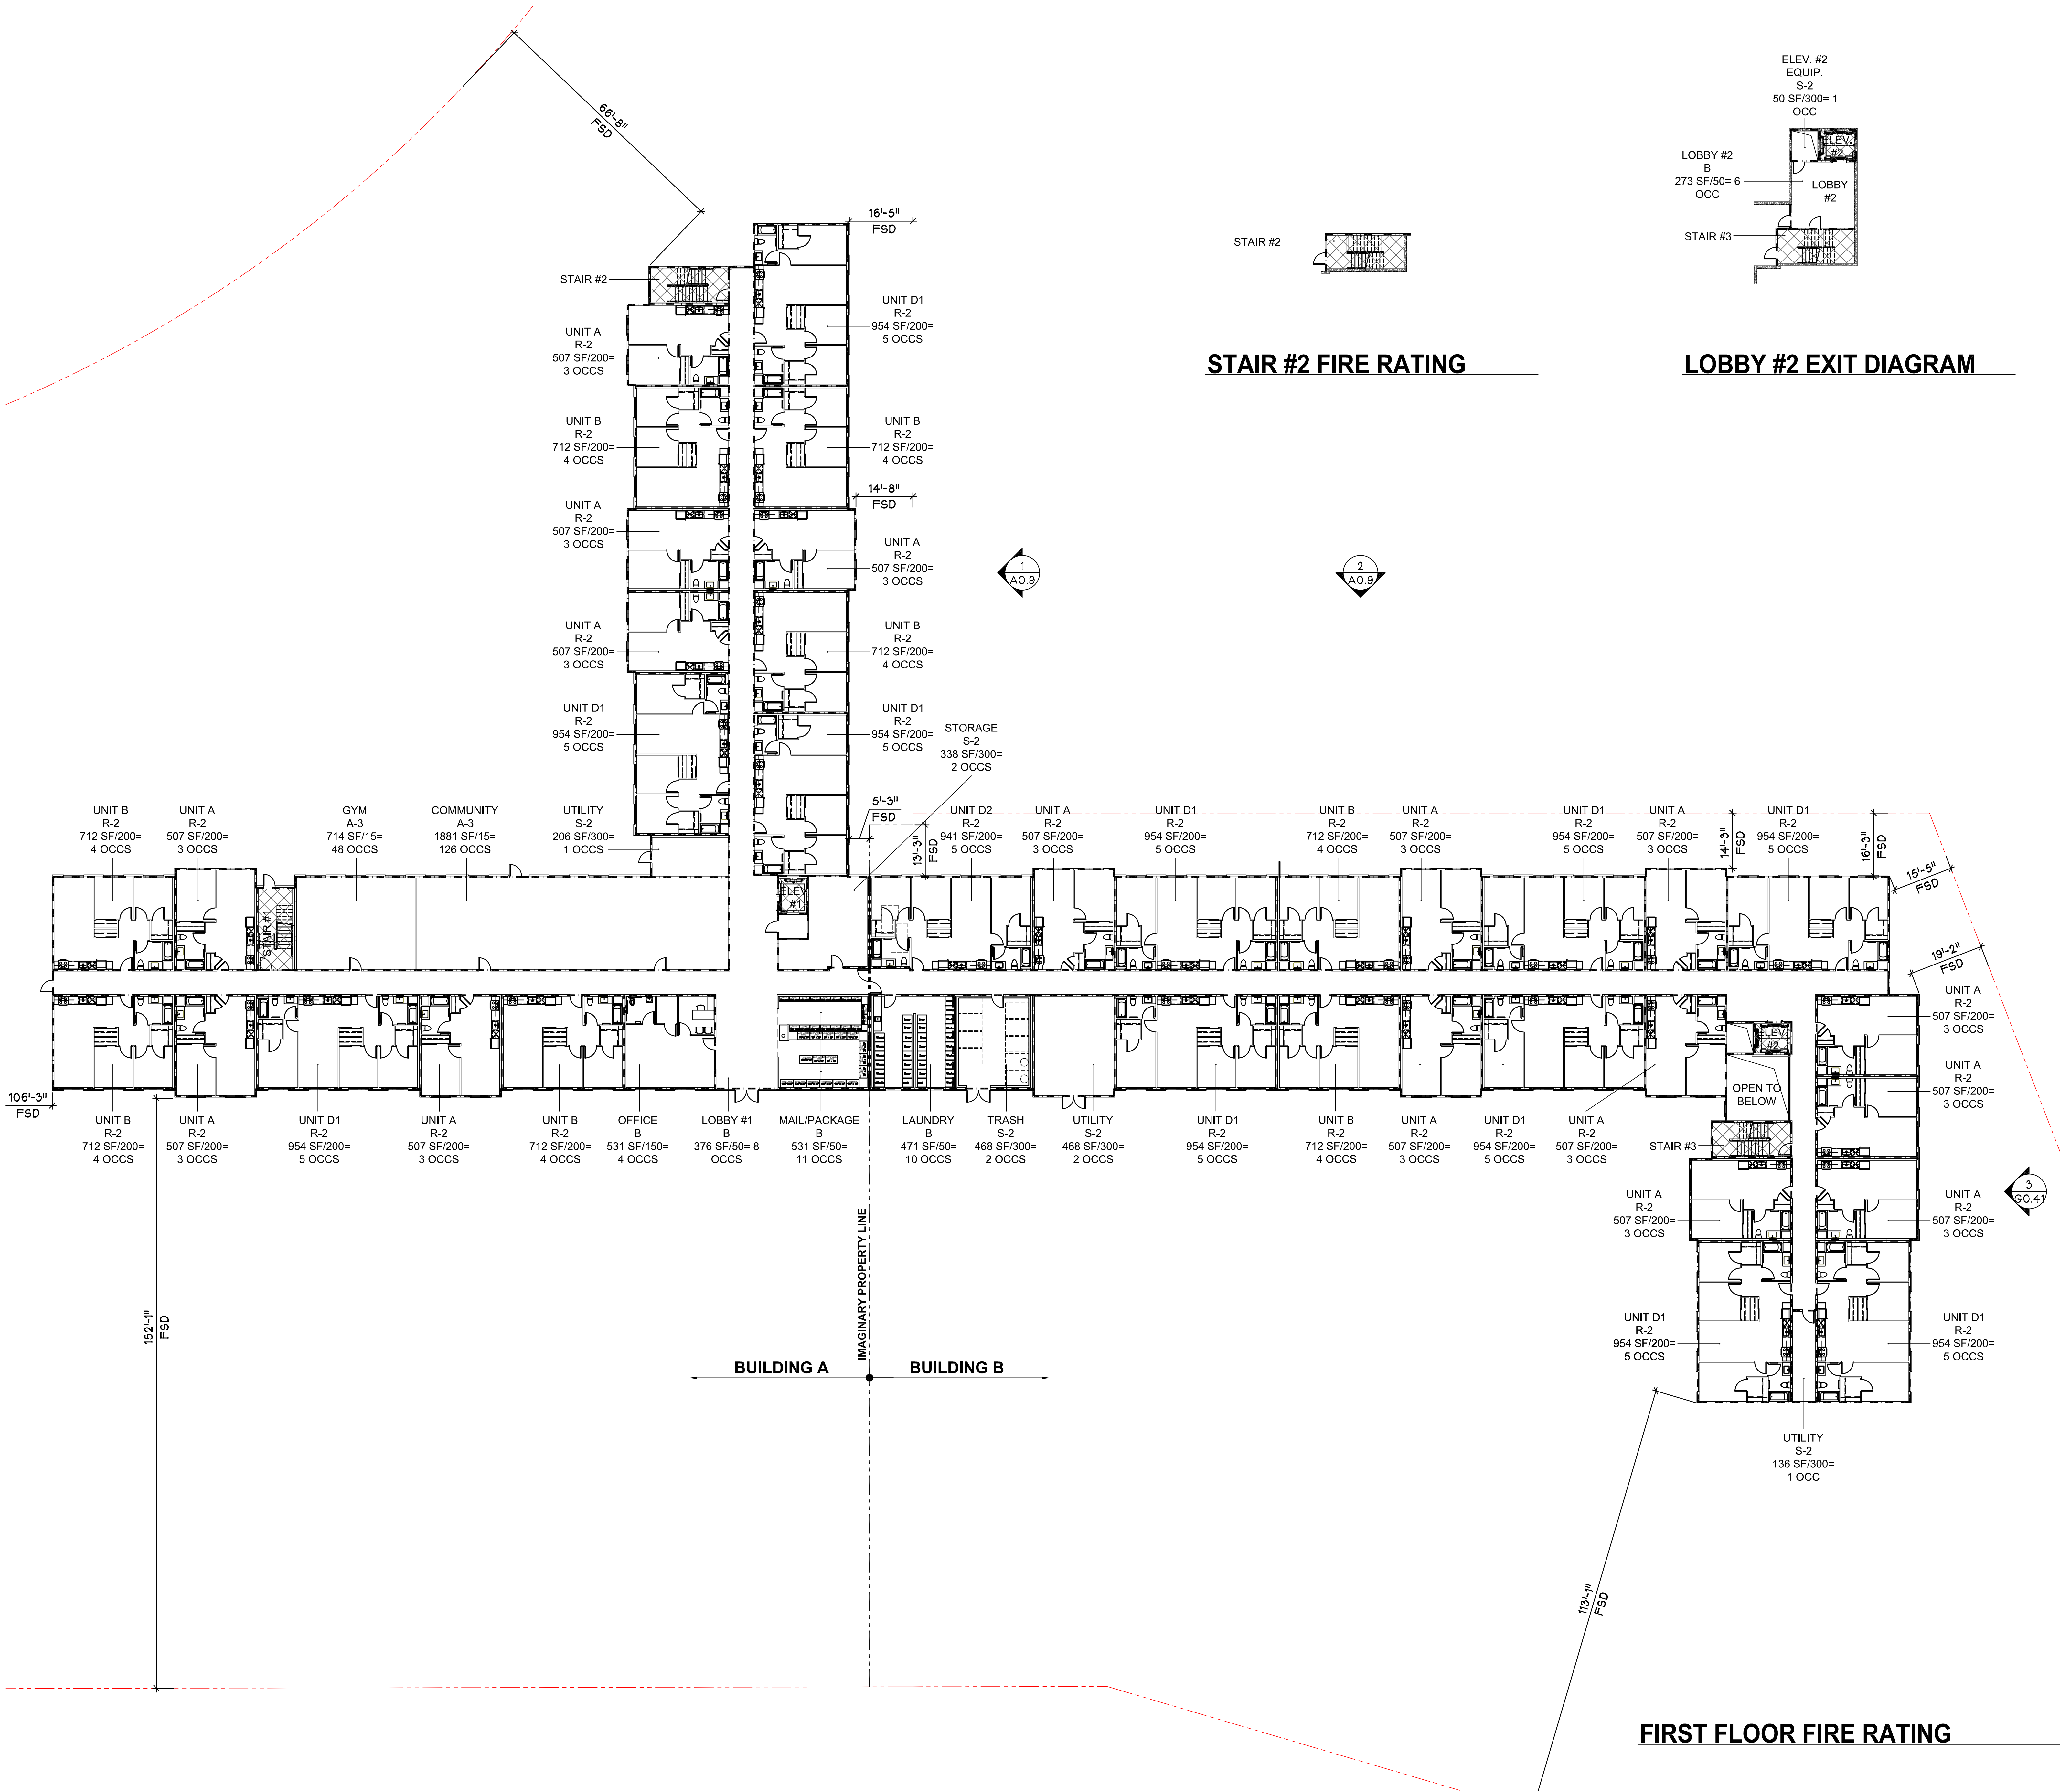 66'-8"
FSD
16'-5"
FSD
STAIR #2
UNIT D1
R-2
954 SF/200=
5 OCCS
UNIT A
R-2
507 SF/200=
3 OCCS
UNIT B
R-2
712 SF/200=
4 OCCS
UNIT B
R-2
712 SF/200=
4 OCCS
14'-8"
FSD
UNIT A
R-2
507 SF/200=
3 OCCS
UNIT A
R-2
507 SF/200=
3 OCCS
UNIT A
R-2
507 SF/200=
3 OCCS
UNIT B
R-2
712 SF/200=
4 OCCS
UNIT D1
R-2
954 SF/200=
5 OCCS
UNIT D1
R-2
954 SF/200=
5 OCCS
STORAGE
S-2
338 SF/300=
2 OCCS
STAIR #2
STAIR #2 FIRE RATING
ELEV. #2
EQUIP.
S-2
50 SF/300= 1
OCC
ELEV.
#2
LOBBY #2
B
273 SF/50= 6
OCC
LOBBY
#2
STAIR #3
LOBBY #2 EXIT DIAGRAM
1
A0.9
2
A0.9
UNIT B
R-2
712 SF/200=
4 OCCS
UNIT A
R-2
507 SF/200=
3 OCCS
GYM
A-3
714 SF/15=
48 OCCS
COMMUNITY
A-3
1881 SF/15=
126 OCCS
UTILITY
S-2
206 SF/300=
1 OCCS
5'-3"
FSD
13'-3"
FSD
UNIT D2
R-2
941 SF/200=
5 OCCS
UNIT A
R-2
507 SF/200=
3 OCCS
UNIT D1
R-2
954 SF/200=
5 OCCS
UNIT B
R-2
712 SF/200=
4 OCCS
UNIT A
R-2
507 SF/200=
3 OCCS
UNIT D1
R-2
954 SF/200=
5 OCCS
UNIT A
R-2
507 SF/200=
3 OCCS
14'-3"
FSD
UNIT D1
R-2
954 SF/200=
5 OCCS
16'-3"
FSD
15'-5"
FSD
19'-2"
FSD
STAIR #1
ELEV.
#1
ELEV.
#2
OPEN TO
BELOW
STAIR #3
UNIT A
R-2
507 SF/200=
3 OCCS
UNIT A
R-2
507 SF/200=
3 OCCS
106'-3"
FSD
UNIT B
R-2
712 SF/200=
4 OCCS
UNIT A
R-2
507 SF/200=
3 OCCS
UNIT D1
R-2
954 SF/200=
5 OCCS
UNIT A
R-2
507 SF/200=
3 OCCS
UNIT B
R-2
712 SF/200=
4 OCCS
OFFICE
B
531 SF/150=
4 OCCS
LOBBY #1
B
376 SF/50= 8
OCCS
MAIL/PACKAGE
B
531 SF/50=
11 OCCS
LAUNDRY
B
471 SF/50=
10 OCCS
TRASH
S-2
468 SF/300=
2 OCCS
UTILITY
S-2
468 SF/300=
2 OCCS
UNIT D1
R-2
954 SF/200=
5 OCCS
UNIT B
R-2
712 SF/200=
4 OCCS
UNIT A
R-2
507 SF/200=
3 OCCS
UNIT D1
R-2
954 SF/200=
5 OCCS
UNIT A
R-2
507 SF/200=
3 OCCS
UNIT A
R-2
507 SF/200=
3 OCCS
UNIT A
R-2
507 SF/200=
3 OCCS
3
G0.41
UNIT D1
R-2
954 SF/200=
5 OCCS
UNIT D1
R-2
954 SF/200=
5 OCCS
UTILITY
S-2
136 SF/300=
1 OCC
152'-1"
FSD
IMAGINARY PROPERTY LINE
BUILDING A
BUILDING B
113'-1"
FSD
FIRST FLOOR FIRE RATING